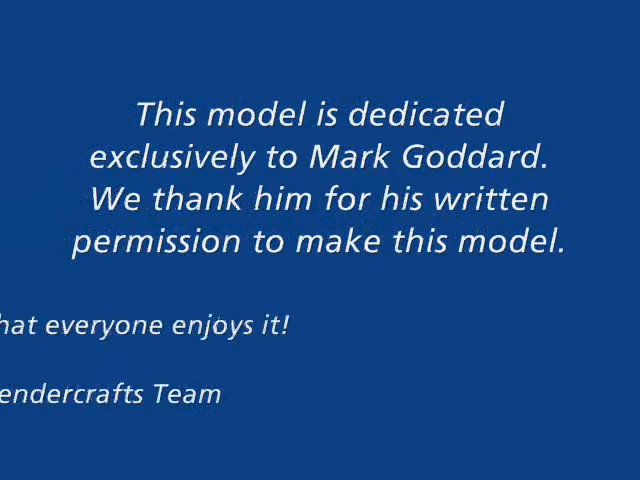 This model is dedicated
exclusively to Mark Goddard.
We thank him for his written
permission to make this model.
hat everyone enjoys it!
endercrafts Team